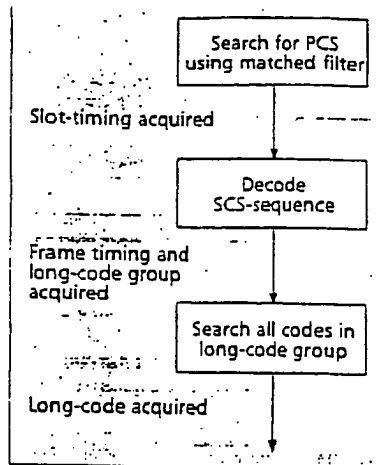 Search for PCS
using matched filter
Slot-timing acquired
Decode
SCS-sequence
Frame timing and
long-code group
acquired
Search all codes in
long-code group
Long-code acquired